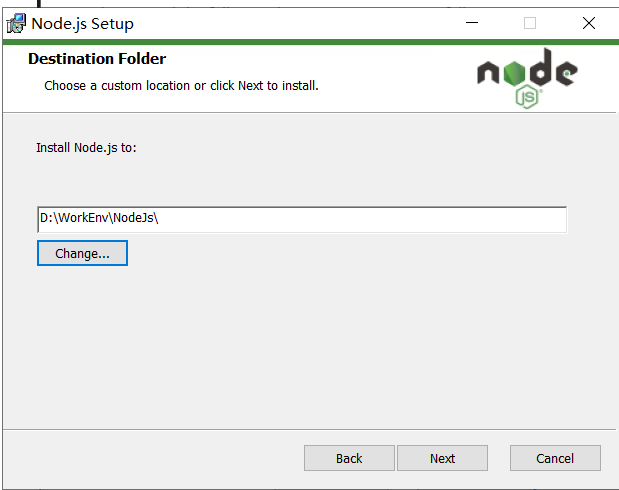 Node.js Setup
Destination Folder
Choose a custom location or click Next to install.
node
JS
Install Node.js to:
D:\WorkEnv\NodeJs\
Change...
Back
Next
Cancel